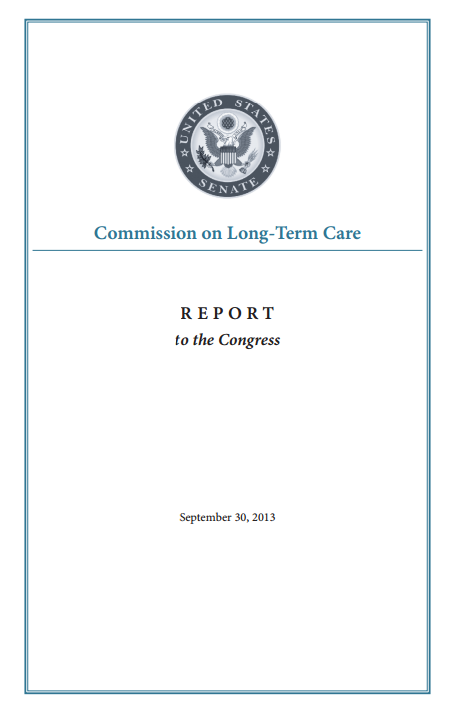 UNITED STATES
SENATE
Commission on Long-Term Care
REPORT
to the Congress
September 30, 2013